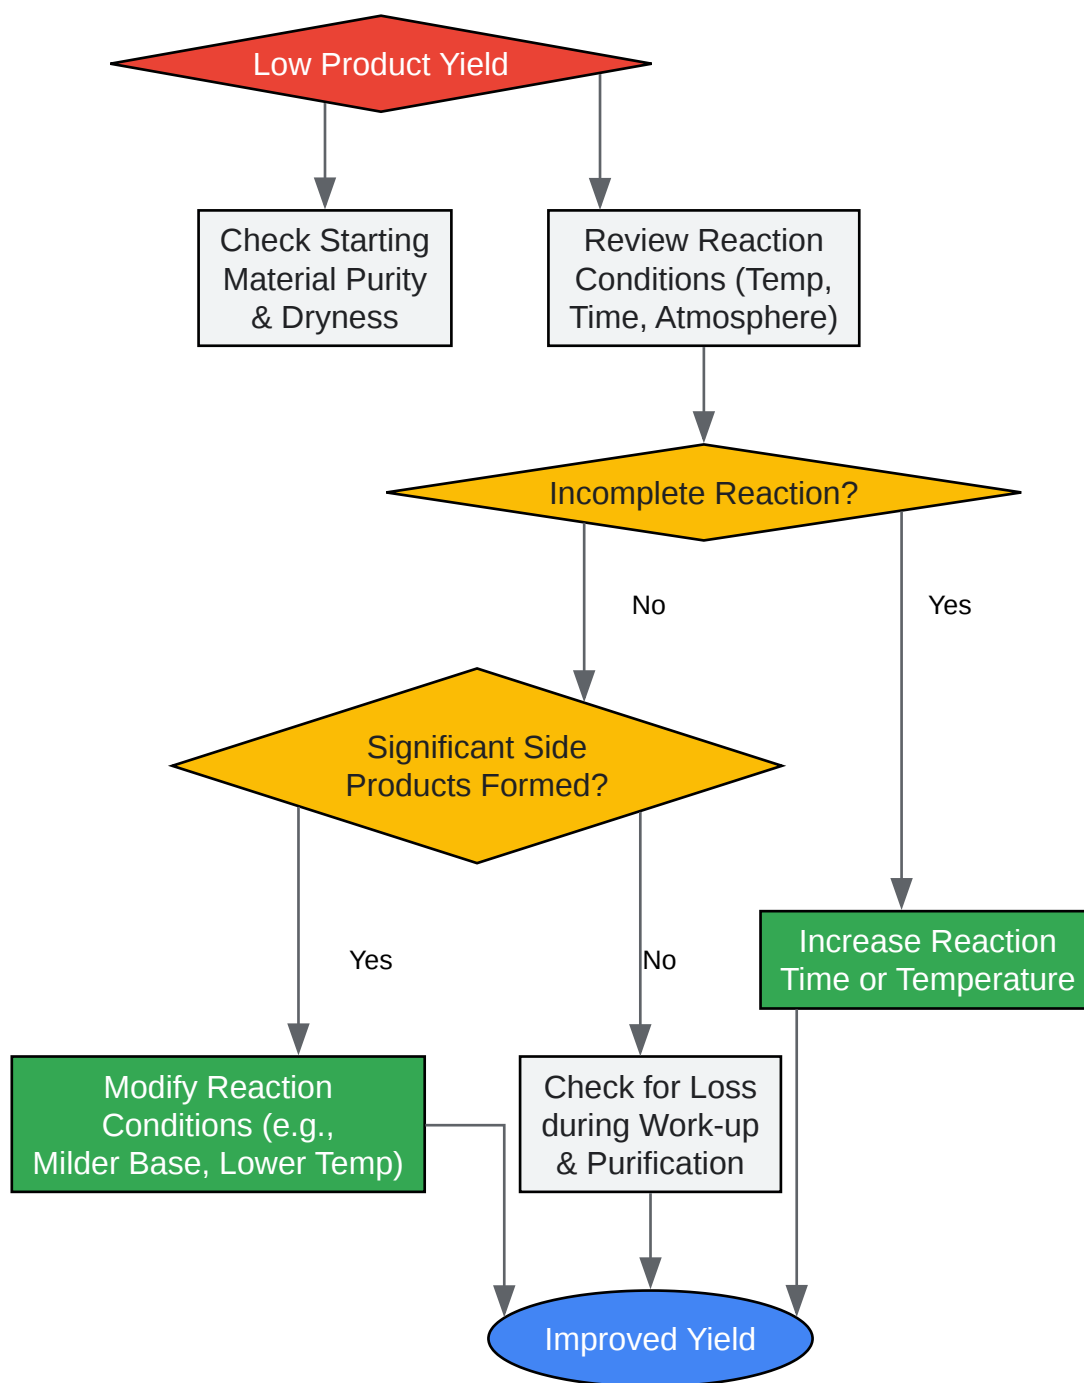 Low Product Yield
Check Starting
Material Purity
& Dryness
Review Reaction
Conditions (Temp,
Time, Atmosphere)
Incomplete Reaction?
No
Yes
Significant Side
Products Formed?
Yes
No
Increase Reaction
Time or Temperature
Modify Reaction
Conditions (e.g.,
Milder Base, Lower Temp)
Check for Loss
during Work-up
& Purification
Improved Yield